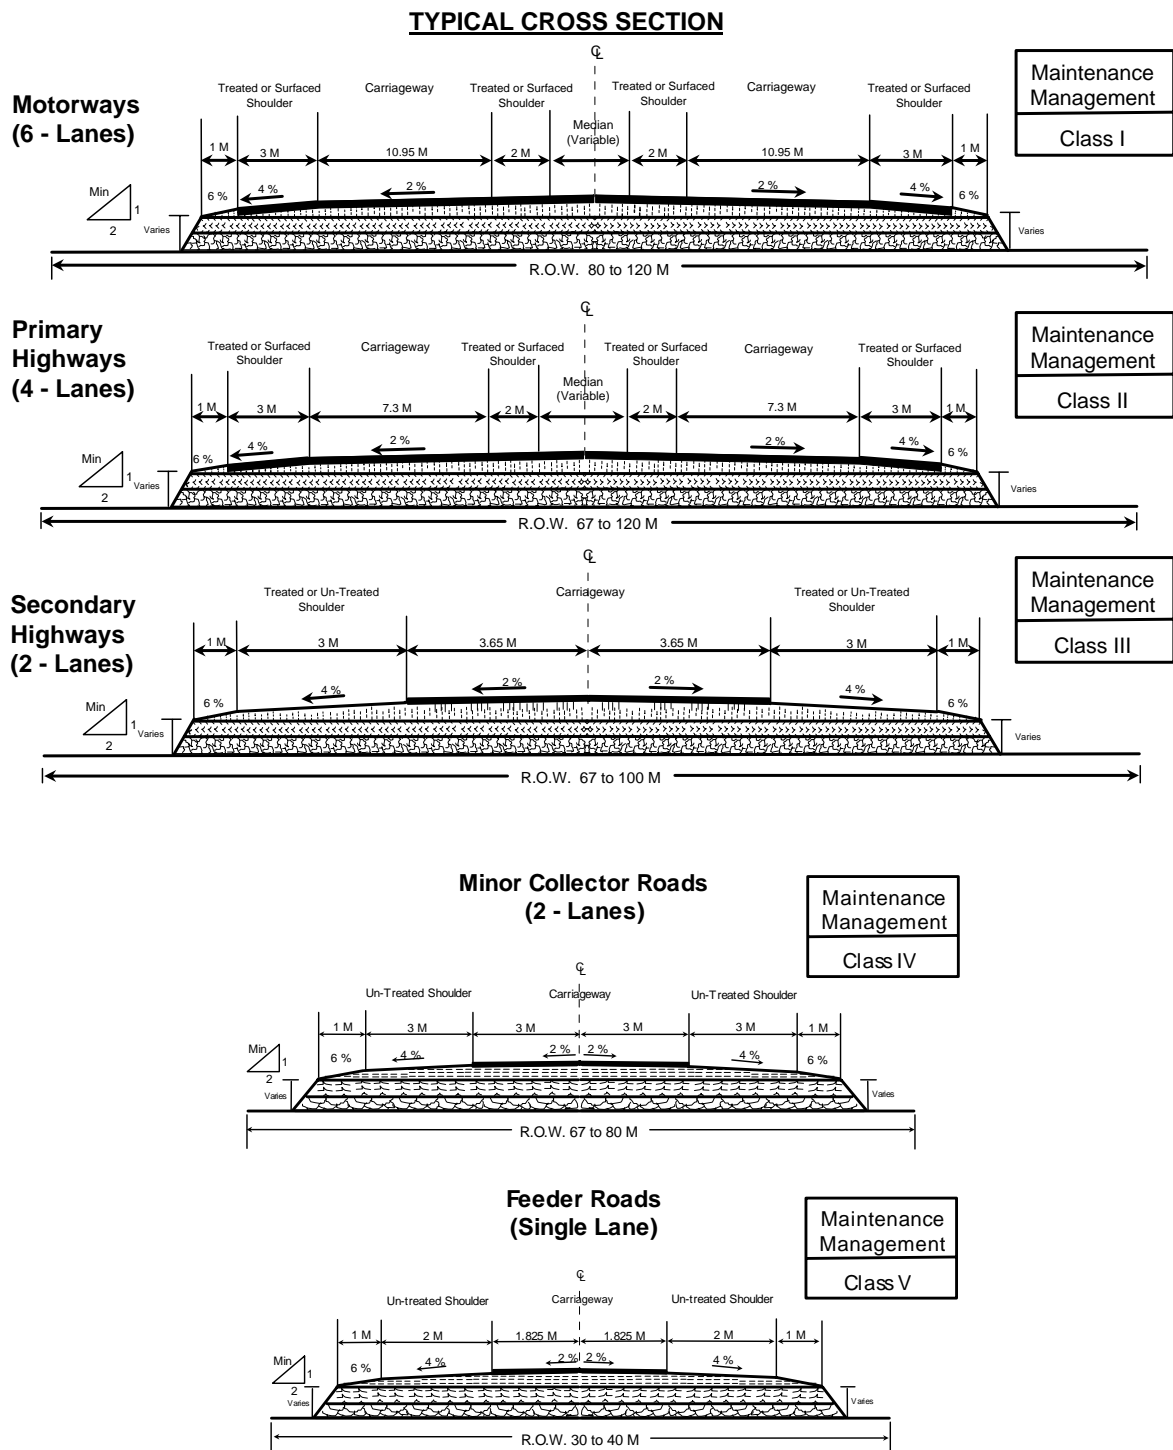 TYPICAL CROSS SECTION
Motorways
(6 - Lanes)
℄
Treated or Surfaced
Shoulder
Carriageway
Treated or Surfaced
Shoulder
Median
(Variable)
Treated or Surfaced
Shoulder
Carriageway
Treated or Surfaced
Shoulder
1 M 3 M 10.95 M 2 M 2 M 10.95 M 3 M 1 M
Min
1
2
6 % 4 % 2 % 2 % 4 % 6 %
Varies Varies
R.O.W. 80 to 120 M
Maintenance
Management
Class I
Primary
Highways
(4 - Lanes)
℄
Treated or Surfaced
Shoulder
Carriageway
Treated or Surfaced
Shoulder
Median
(Variable)
Treated or Surfaced
Shoulder
Carriageway
Treated or Surfaced
Shoulder
1 M 3 M 7.3 M 2 M 2 M 7.3 M 3 M 1 M
Min
1
2
6 % 4 % 2 % 2 % 4 % 6 %
Varies Varies
R.O.W. 67 to 120 M
Maintenance
Management
Class II
Secondary
Highways
(2 - Lanes)
℄
Treated or Un-Treated
Shoulder
Carriageway
Treated or Un-Treated
Shoulder
1 M 3 M 3.65 M 3.65 M 3 M 1 M
Min
1
2
6 % 4 % 2 % 2 % 4 % 6 %
Varies Varies
R.O.W. 67 to 100 M
Maintenance
Management
Class III
Minor Collector Roads
(2 - Lanes)
Maintenance
Management
Class IV
℄
Un-Treated Shoulder Carriageway Un-Treated Shoulder
1 M 3 M 3 M 3 M 3 M 1 M
Min
1
2
6 % 4 % 2 % 2 % 4 % 6 %
Varies Varies
R.O.W. 67 to 80 M
Feeder Roads
(Single Lane)
Maintenance
Management
Class V
℄
Un-treated Shoulder Carriageway Un-treated Shoulder
1 M 2 M 1.825 M 1.825 M 2 M 1 M
Min
1
2
6 % 4 % 2 % 2 % 4 % 6 %
Varies Varies
R.O.W. 30 to 40 M